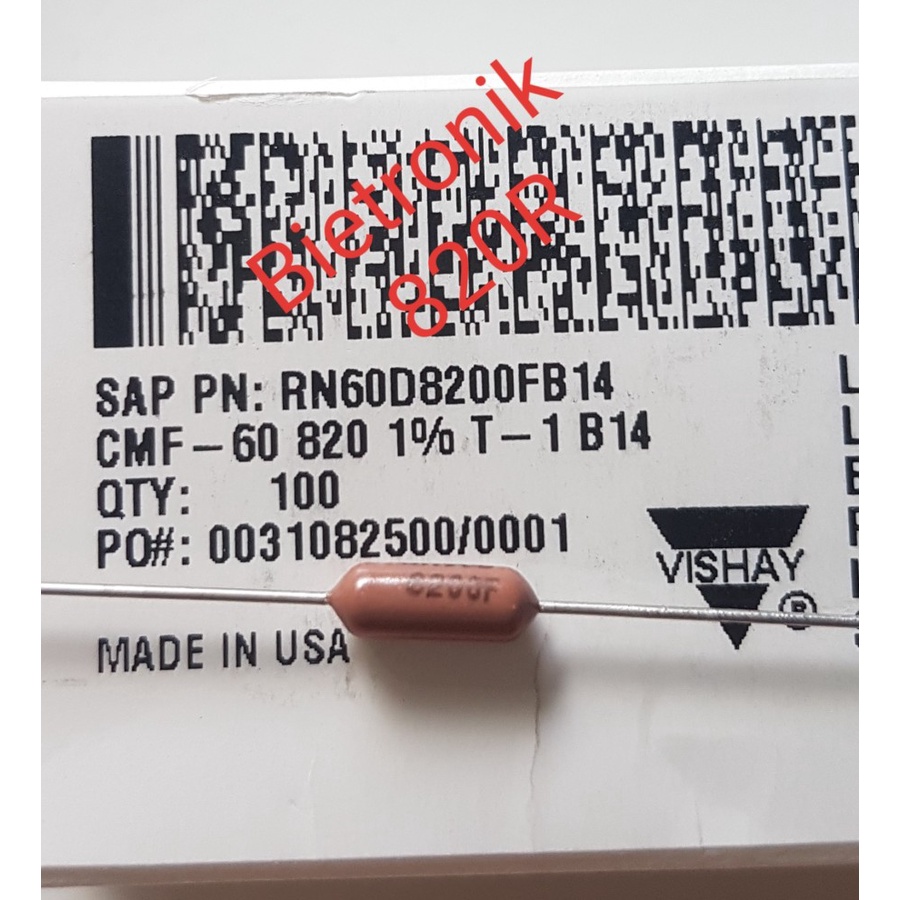 Bietronik
820R
SAP PN: RN60D8200FB14
CMF-60 820 1% T-1 B14
QTY: 100
PO#: 0031082500/0001
8200F
MADE IN USA
VISHAY
®